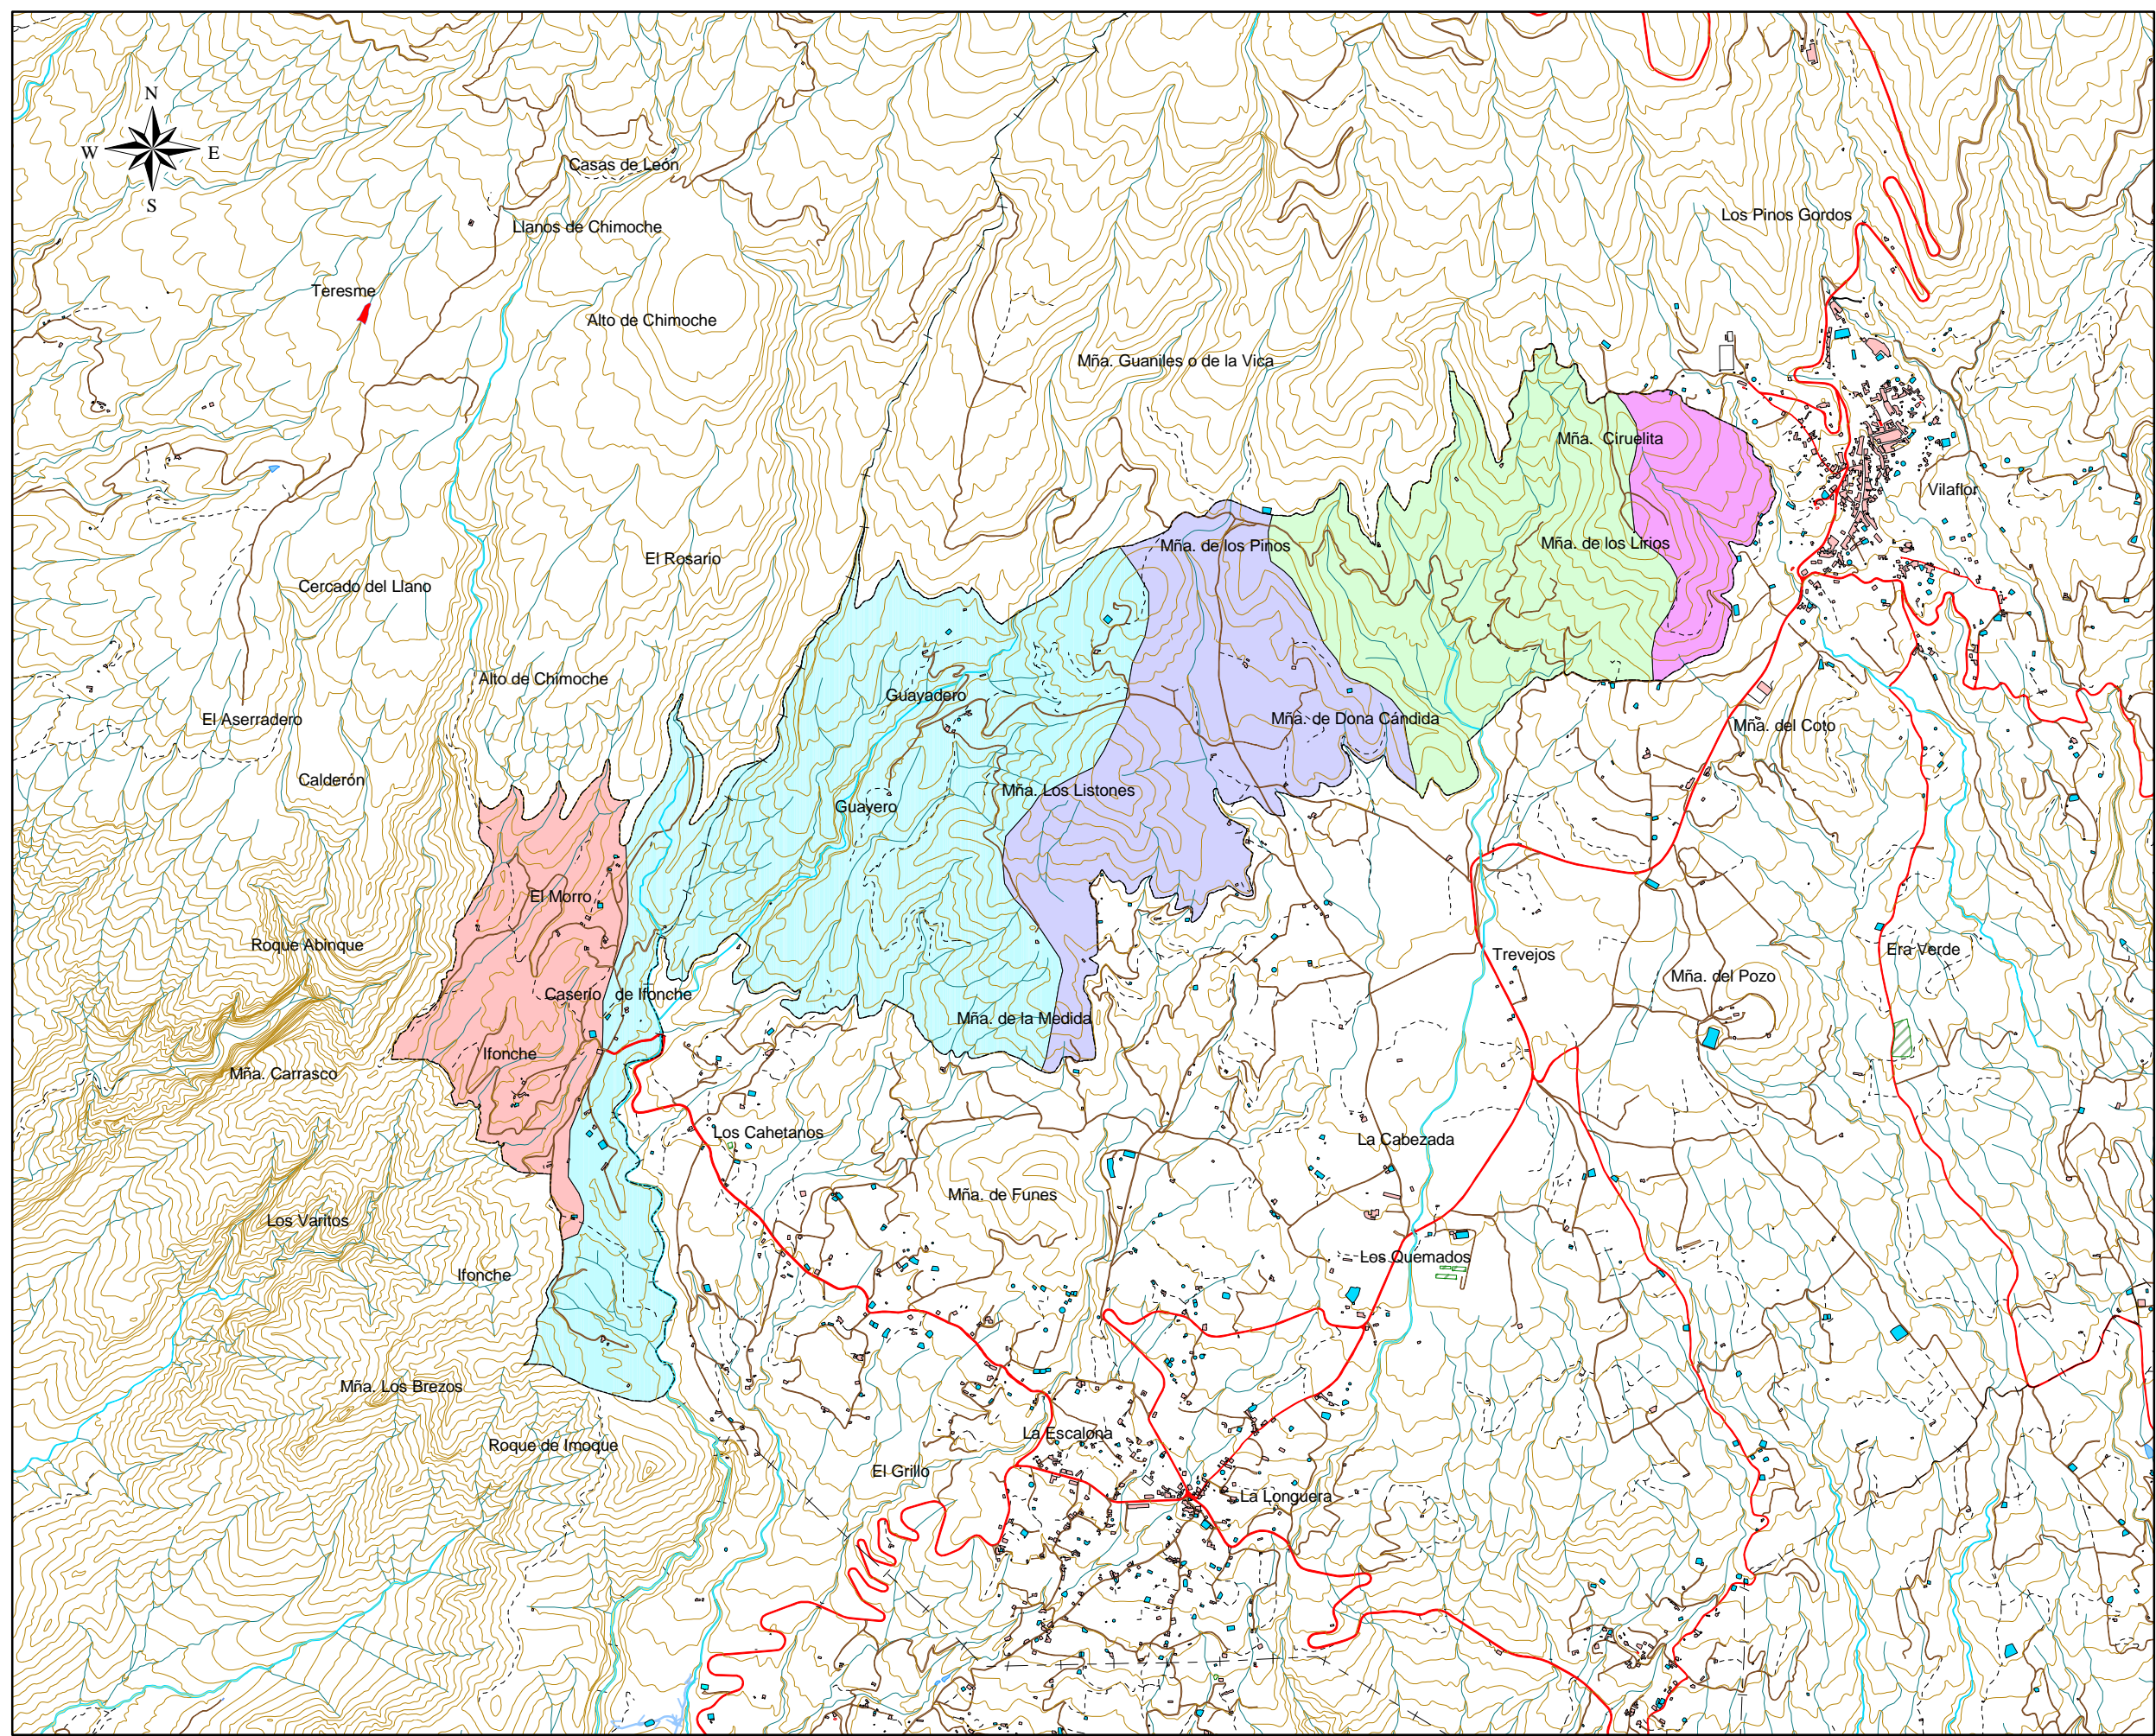 N
W E
S
Casas de León
Llanos de Chimoche
Los Pinos Gordos
Teresme
Alto de Chimoche
Mña. Guaniles o de la Vica
Mña. Ciruelita
Vilaflor
Mña. de los Pinos
Mña. de los Lirios
El Rosario
Cercado del Llano
Alto de Chimoche
Guayadero
El Aserradero
Mña. de Dona Cándida
Mña. del Coto
Calderón
Mña. Los Listones
Guayero
El Morro
Roque Abinque
Trevejos
Era Verde
Mña. del Pozo
Caserío de Ifonche
Mña. de la Medida
Ifonche
Mña. Carrasco
Los Cahetanos
La Cabezada
Mña. de Funes
Los Varitos
Los Quemados
Ifonche
Mña. Los Brezos
La Escalona
Roque de Imoque
El Grillo
La Longuera